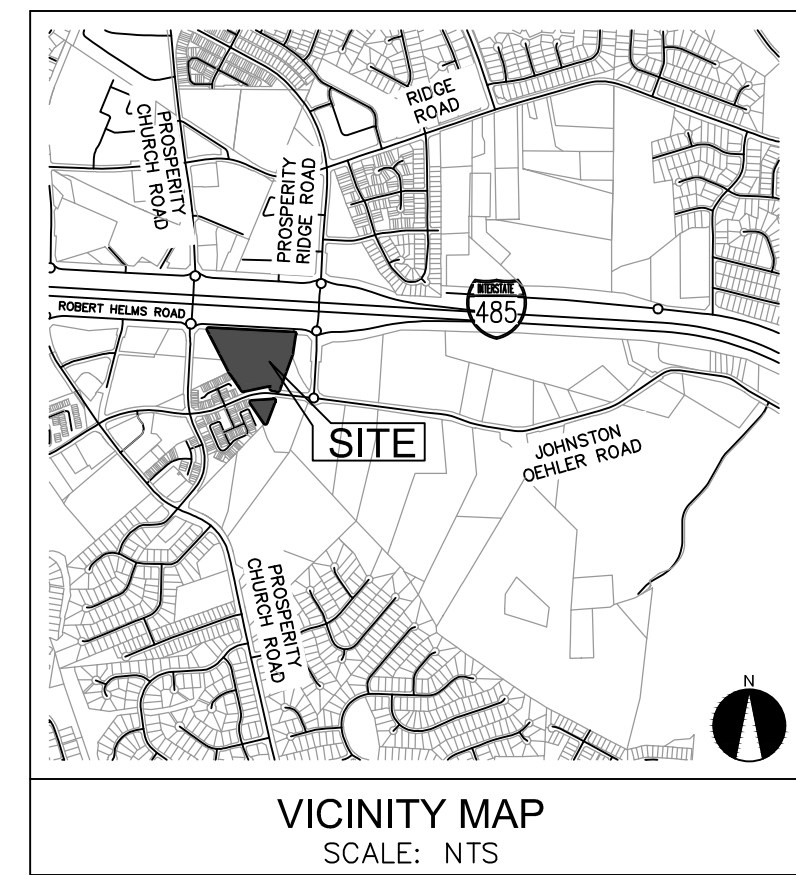 RIDGE
ROAD
PROSPERITY
CHURCH ROAD
PROSPERITY
RIDGE ROAD
INTERSTATE
485
ROBERT HELMS ROAD
SITE
JOHNSTON
OEHLER ROAD
PROSPERITY
CHURCH ROAD
N
VICINITY MAP
SCALE: NTS